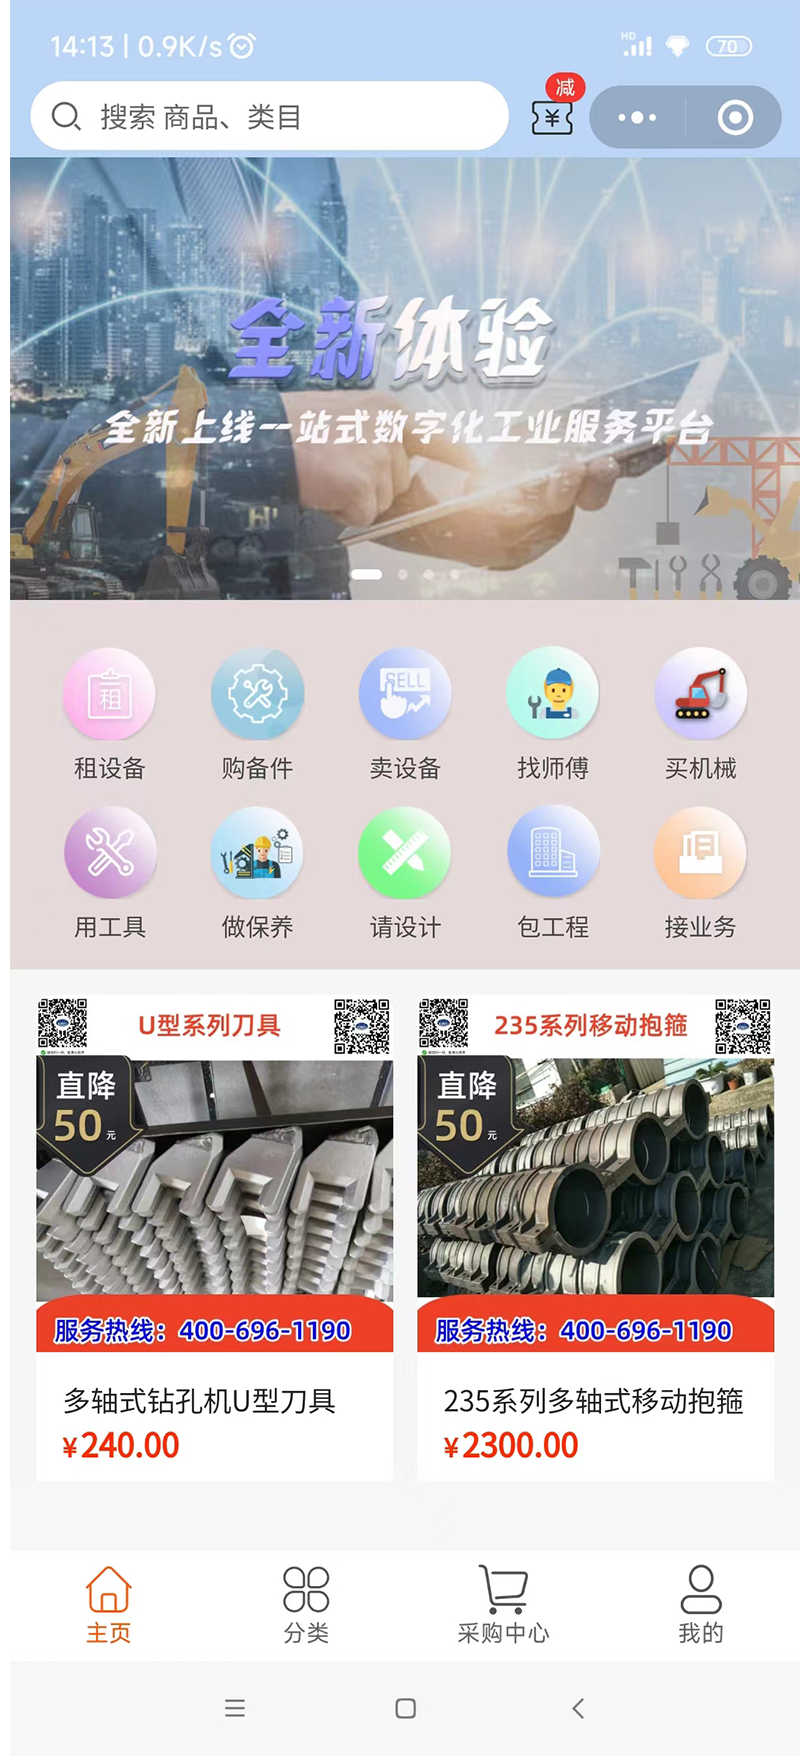 14:13 | 0.9K/s
HD
70
搜索 商品、类目
减
¥
全新体验
全新上线一站式数字化工业服务平台
租
SELL
租设备
购备件
卖设备
找师傅
买机械
用工具
做保养
请设计
包工程
接业务
U型系列刀具
直降
50元
服务热线：400-696-1190
多轴式钻孔机U型刀具
¥240.00
235系列移动抱箍
直降
50元
服务热线：400-696-1190
235系列多轴式移动抱箍
¥2300.00
主页
分类
采购中心
我的